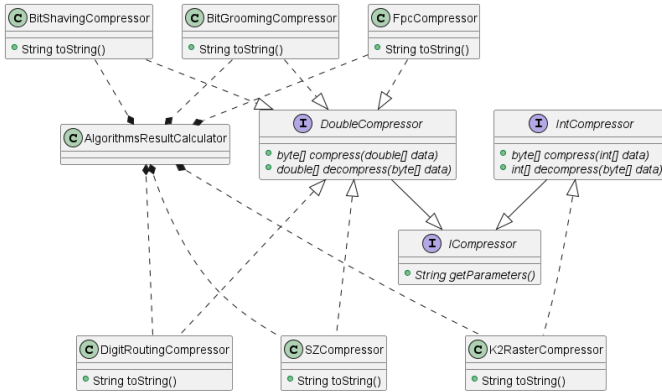 C BitShavingCompressor
String toString()
C BitGroomingCompressor
String toString()
C FpcCompressor
String toString()
C AlgorithmsResultCalculator
I DoubleCompressor
byte[] compress(double[] data)
double[] decompress(byte[] data)
I IntCompressor
byte[] compress(int[] data)
int[] decompress(byte[] data)
I ICompressor
String getParameters()
C DigitRoutingCompressor
String toString()
C SZCompressor
String toString()
C K2RasterCompressor
String toString()